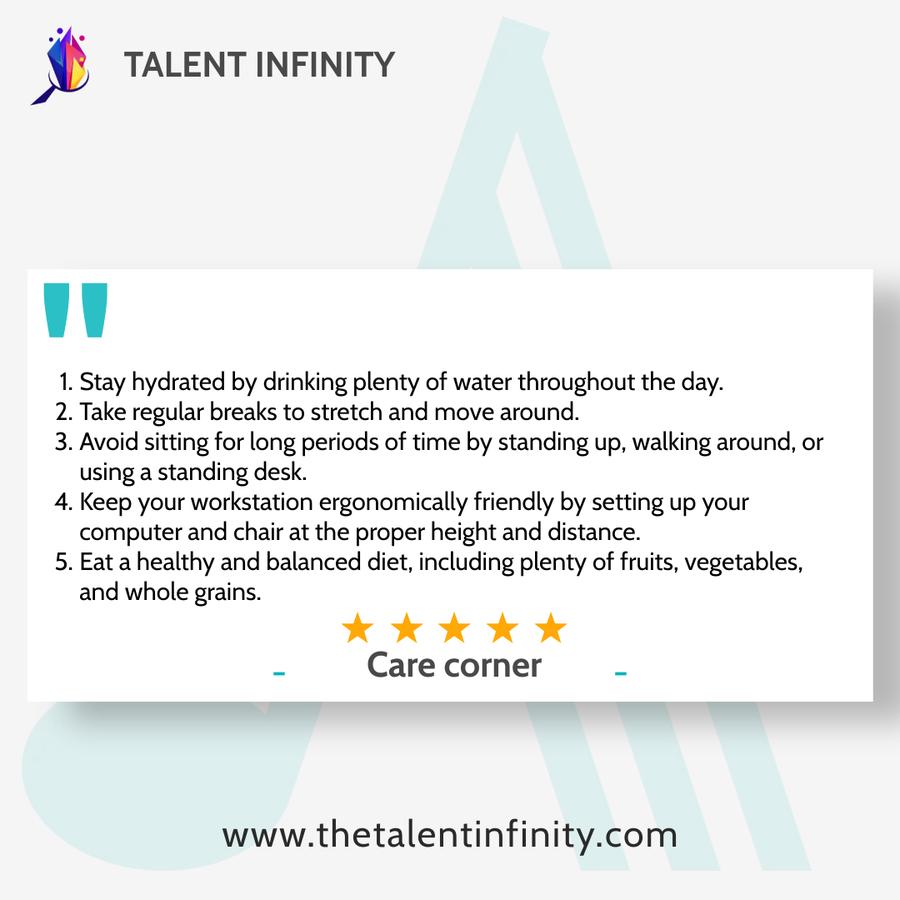 TALENT INFINITY
"
1. Stay hydrated by drinking plenty of water throughout the day.
2. Take regular breaks to stretch and move around.
3. Avoid sitting for long periods of time by standing up, walking around, or
using a standing desk.
4. Keep your workstation ergonomically friendly by setting up your
computer and chair at the proper height and distance.
5. Eat a healthy and balanced diet, including plenty of fruits, vegetables,
and whole grains.
- Care corner -
www.thetalentinfinity.com